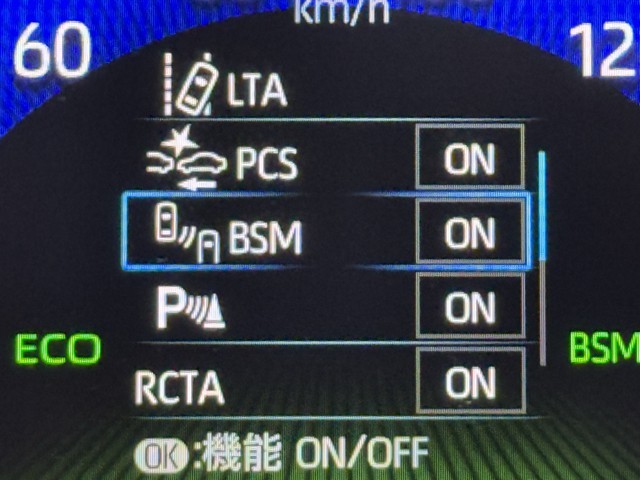 km/h
60
12
LTA
PCS ON
BSM ON
P ON
ECO
BSM
RCTA ON
OK:機能 ON/OFF